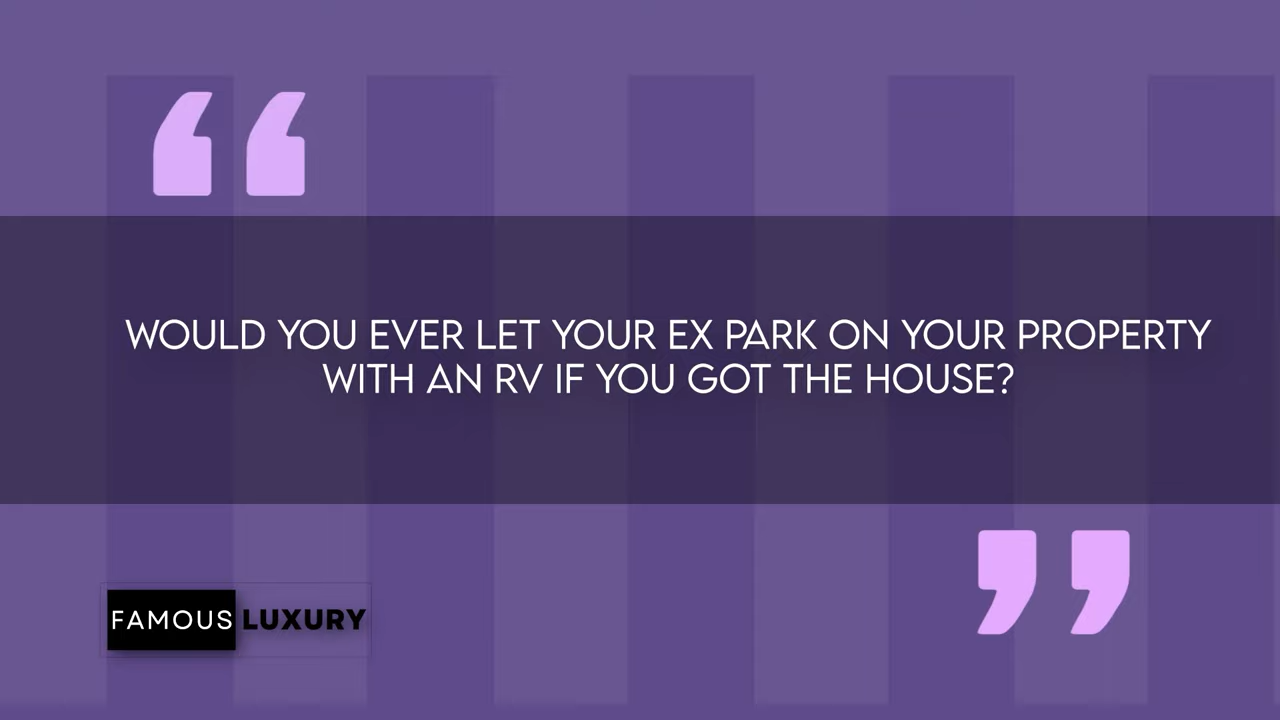 WOULD YOU EVER LET YOUR EX PARK ON YOUR PROPERTY
WITH AN RV IF YOU GOT THE HOUSE?
FAMOUS LUXURY